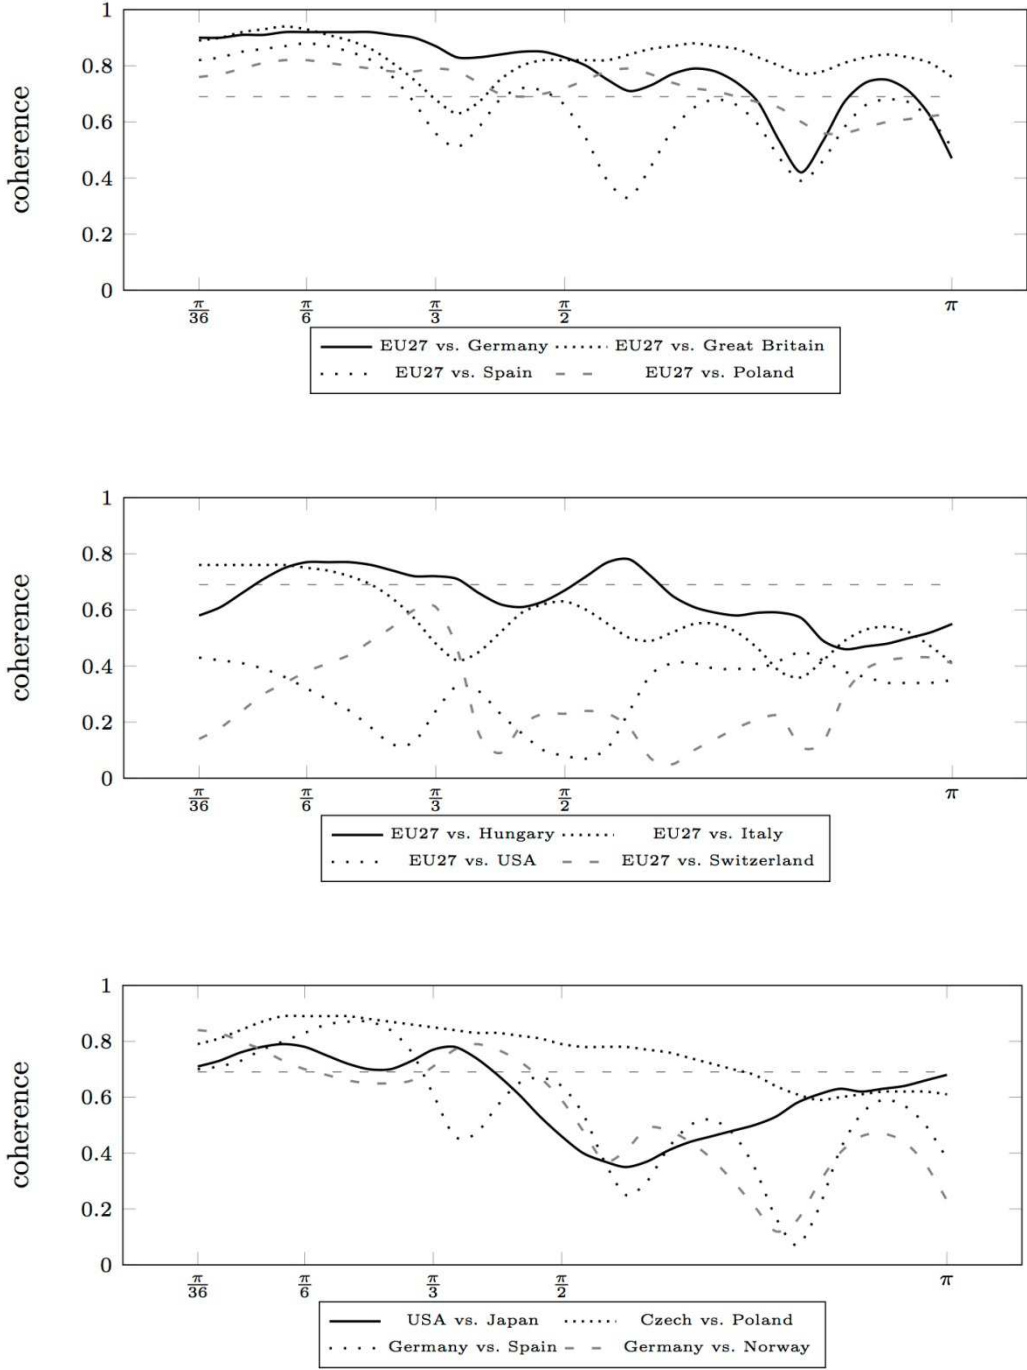 1
0.8
0.6
0.4
0.2
0
coherence
π/36 π/6 π/3 π/2 π
EU27 vs. Germany EU27 vs. Great Britain
EU27 vs. Spain EU27 vs. Poland
1
0.8
0.6
0.4
0.2
0
coherence
π/36 π/6 π/3 π/2 π
EU27 vs. Hungary EU27 vs. Italy
EU27 vs. USA EU27 vs. Switzerland
1
0.8
0.6
0.4
0.2
0
coherence
π/36 π/6 π/3 π/2 π
USA vs. Japan Czech vs. Poland
Germany vs. Spain Germany vs. Norway